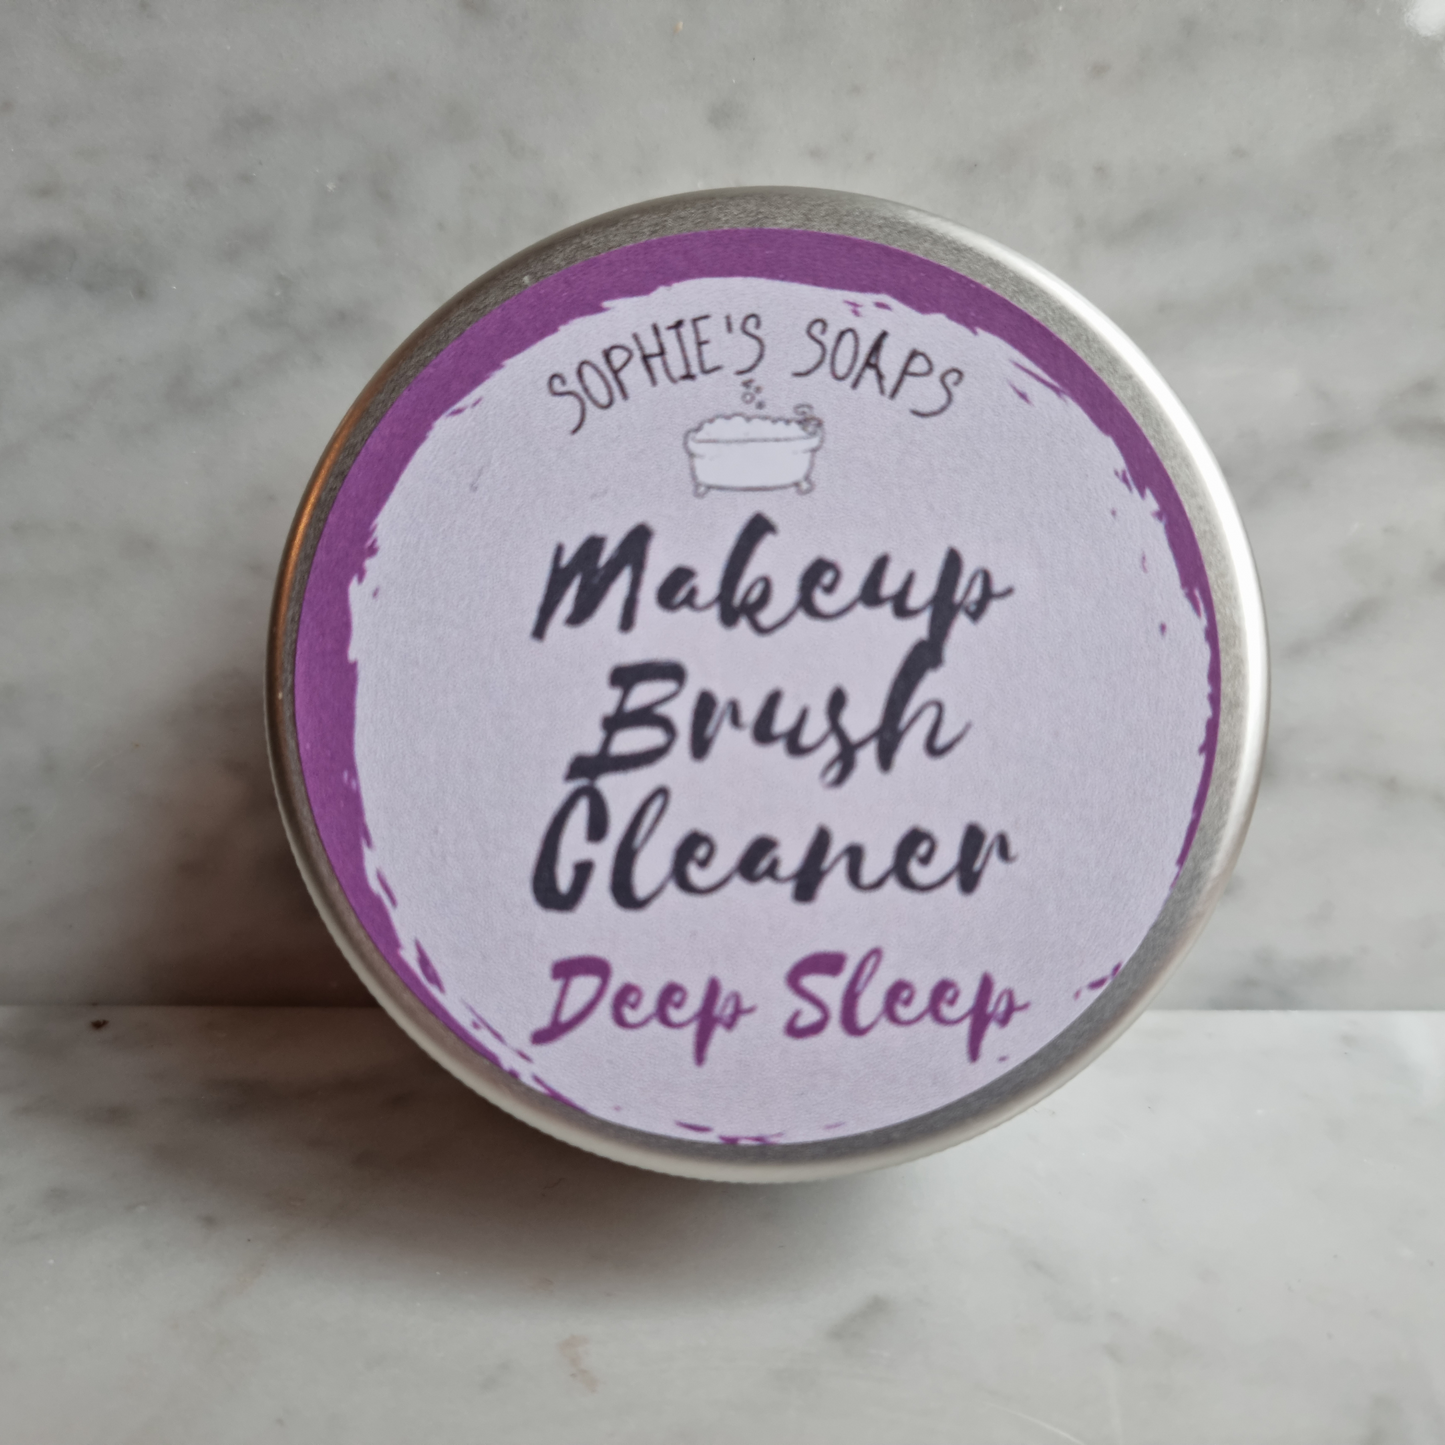 SOPHIE'S SOAPS
Makeup
Brush
Cleaner
Deep Sleep